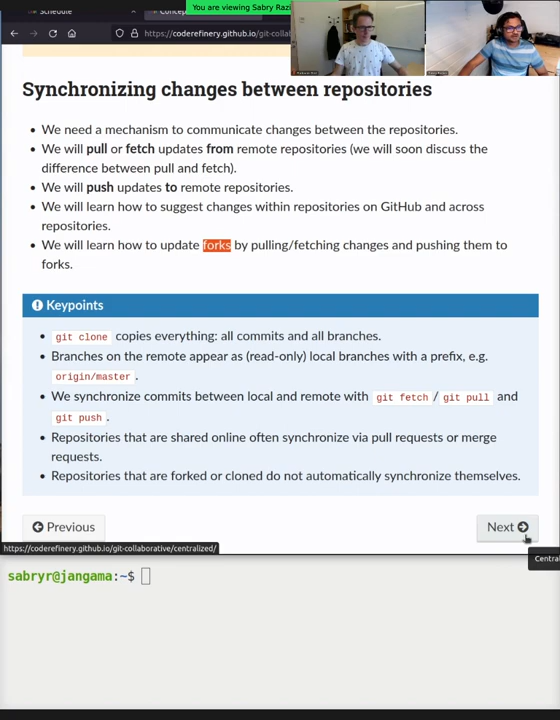 Schedule
Concep
You are viewing Sabry Razi
https://coderefinery.github.io/git-collab
Synchronizing changes between repositories
• We need a mechanism to communicate changes between the repositories.
• We will pull or fetch updates from remote repositories (we will soon discuss the
difference between pull and fetch).
• We will push updates to remote repositories.
• We will learn how to suggest changes within repositories on GitHub and across
repositories.
• We will learn how to update forks by pulling/fetching changes and pushing them to
forks.
Keypoints
• git clone copies everything: all commits and all branches.
• Branches on the remote appear as (read-only) local branches with a prefix, e.g.
origin/master .
• We synchronize commits between local and remote with git fetch / git pull and
git push .
• Repositories that are shared online often synchronize via pull requests or merge
requests.
• Repositories that are forked or cloned do not automatically synchronize themselves.
Previous
Next
https://coderefinery.github.io/git-collaborative/centralized/
Centra
sabryr@jangama:~$